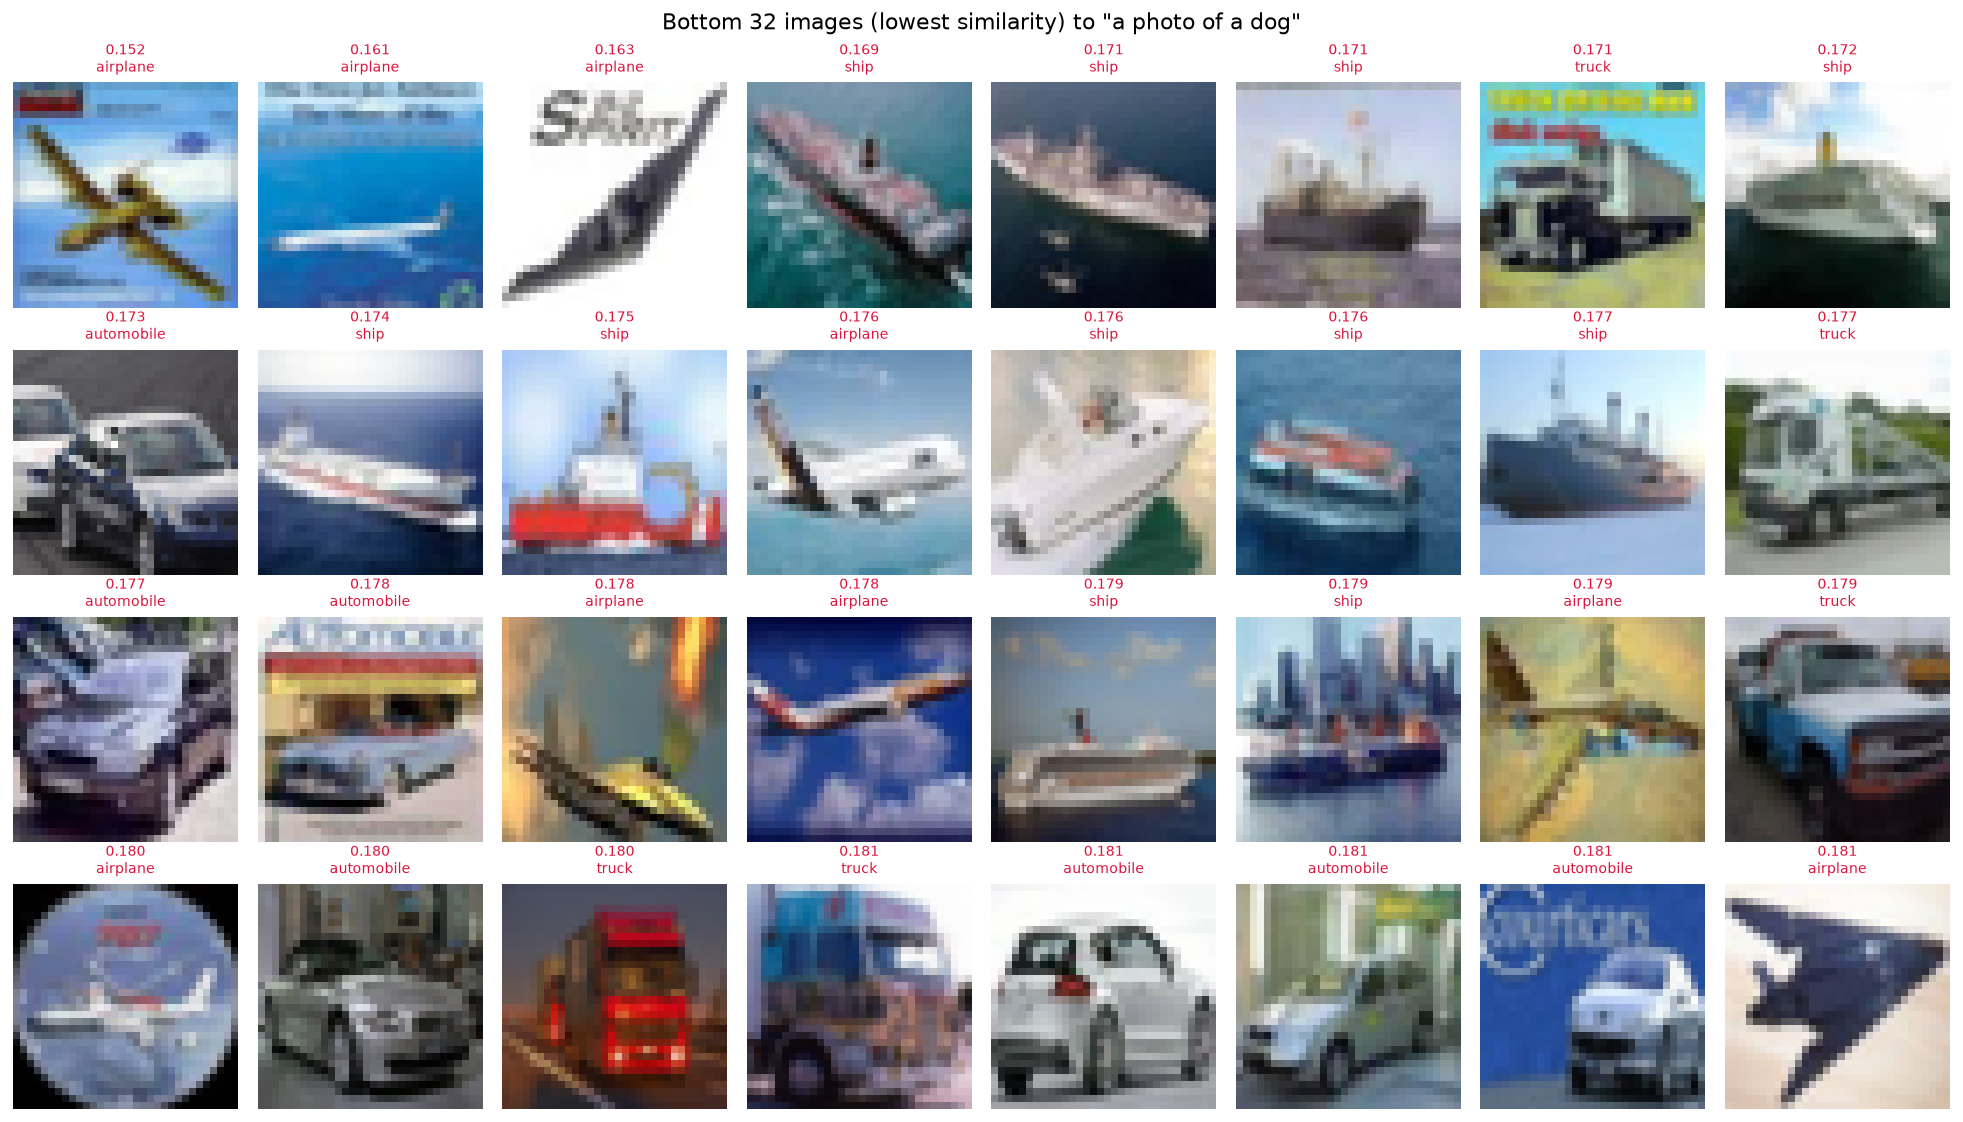 Bottom 32 images (lowest similarity) to "a photo of a dog"
0.152 0.161 0.163 0.169 0.171 0.171 0.171 0.172
airplane airplane airplane ship ship ship truck ship
0.173 0.174 0.175 0.176 0.176 0.176 0.177 0.177
automobile ship ship airplane ship ship ship truck
0.177 0.178 0.178 0.178 0.179 0.179 0.179 0.179
automobile automobile airplane airplane ship ship airplane truck
AUTOMOBILE
0.180 0.180 0.180 0.181 0.181 0.181 0.181 0.181
airplane automobile truck truck automobile automobile automobile airplane